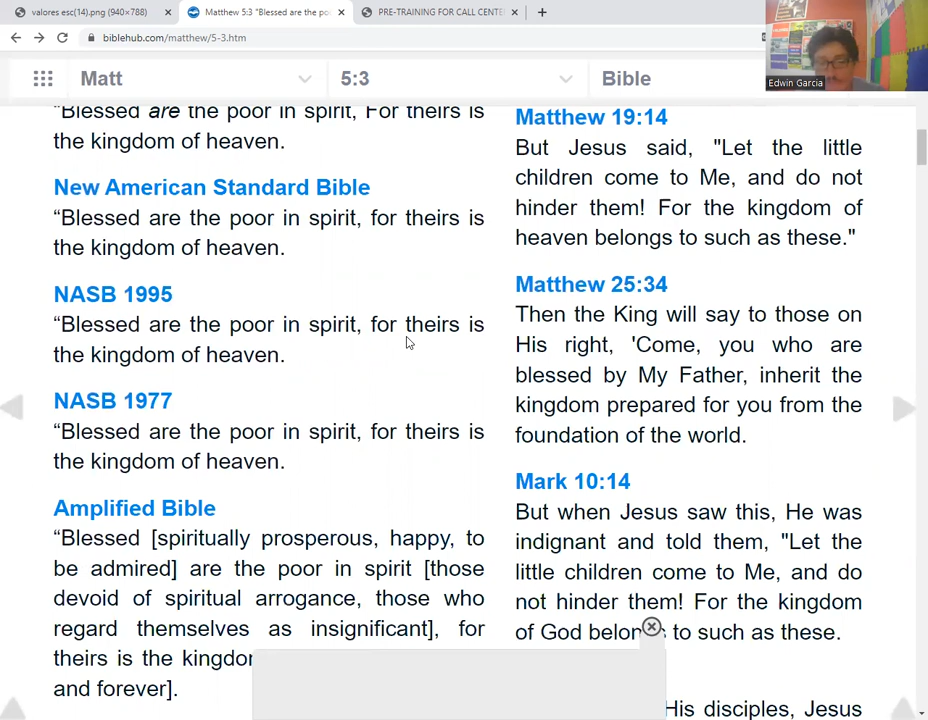 valores esc(14).png (940×788)
Matthew 5:3 "Blessed are the po
PRE-TRAINING FOR CALL CENTE
biblehub.com/matthew/5-3.htm
Edwin Garcia
Matt
5:3
Bible
“Blessed are the poor in spirit, For theirs is
the kingdom of heaven.
New American Standard Bible
“Blessed are the poor in spirit, for theirs is
the kingdom of heaven.
NASB 1995
“Blessed are the poor in spirit, for theirs is
the kingdom of heaven.
NASB 1977
“Blessed are the poor in spirit, for theirs is
the kingdom of heaven.
Amplified Bible
“Blessed [spiritually prosperous, happy, to
be admired] are the poor in spirit [those
devoid of spiritual arrogance, those who
regard themselves as insignificant], for
theirs is the kingdo
and forever].
Matthew 19:14
But Jesus said, "Let the little
children come to Me, and do not
hinder them! For the kingdom of
heaven belongs to such as these."
Matthew 25:34
Then the King will say to those on
His right, 'Come, you who are
blessed by My Father, inherit the
kingdom prepared for you from the
foundation of the world.
Mark 10:14
But when Jesus saw this, He was
indignant and told them, "Let the
little children come to Me, and do
not hinder them! For the kingdom
of God belon s to such as these.
His disciples, Jesus